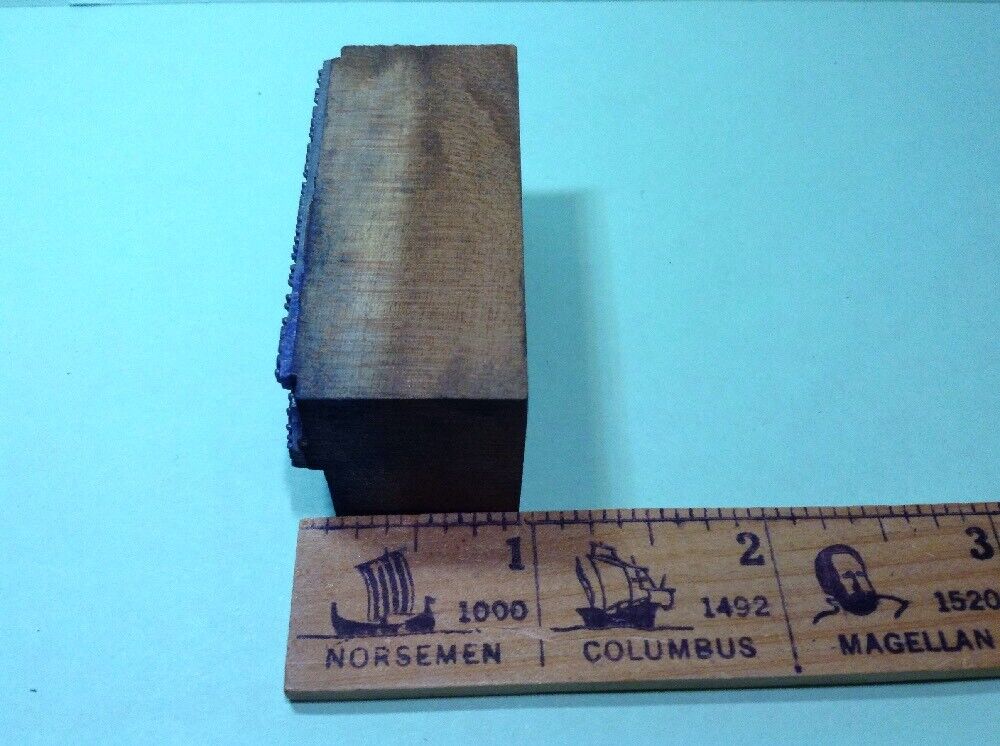 1 2 3
1000 1492 1520
NORSEMEN COLUMBUS MAGELLAN